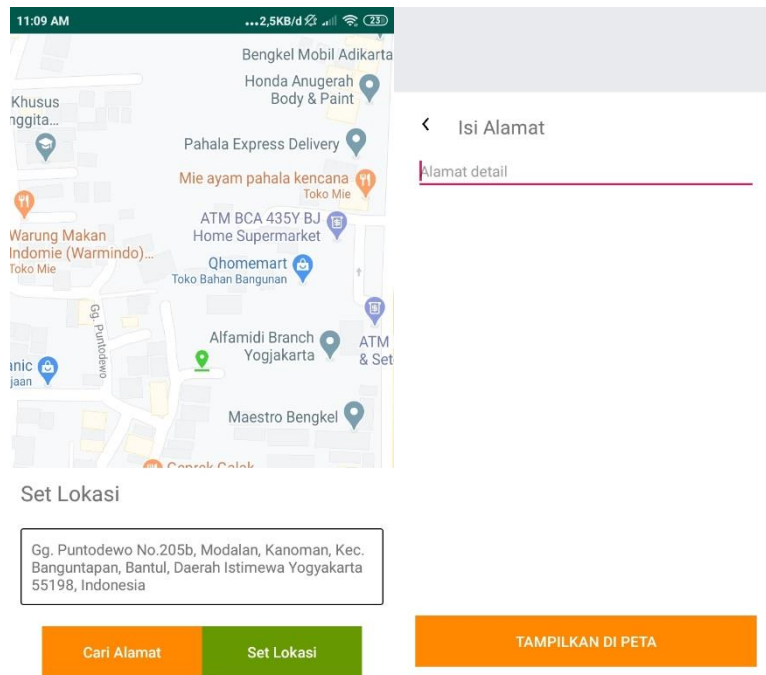 11:09 AM
...2,5KB/d
23
Bengkel Mobil Adikarta
Honda Anugerah
Body & Paint
Khusus
Pahala Express Delivery
Mie ayam pahala kencana
Toko Mie
ATM BCA 435Y BJ
Home Supermarket
Warung Makan
Indomie (Warmindo)...
Toko Mie
Qhomemart
Toko Bahan Bangunan
Gg. Puntodewo
Alfamidi Branch
Yogjakarta
ATM
& Set
anic
jaan
Maestro Bengkel
Geprek Galak
Set Lokasi
Gg. Puntodewo No.205b, Modalan, Kanoman, Kec.
Banguntapan, Bantul, Daerah Istimewa Yogyakarta
55198, Indonesia
Cari Alamat
Set Lokasi
Isi Alamat
Alamat detail
TAMPILKAN DI PETA